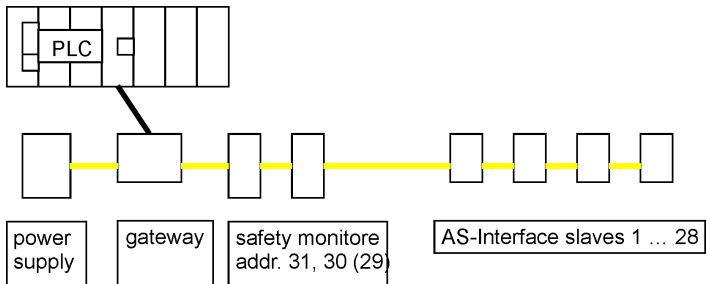 PLC
power
supply
gateway
safety monitore
addr. 31, 30 (29)
AS-Interface slaves 1 ... 28